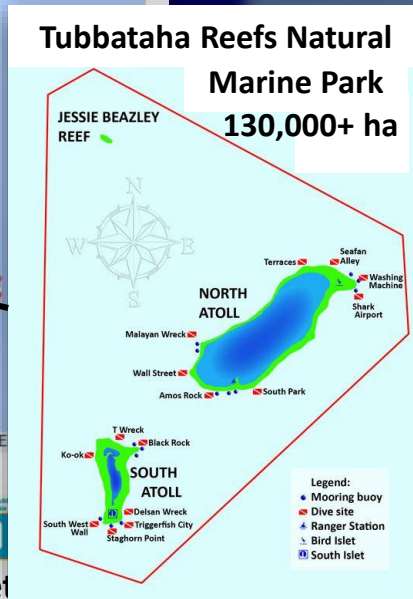 Tubbataha Reefs Natural
Marine Park
130,000+ ha
JESSIE BEAZLEY
REEF
N
W
E
S
Seafan
Alley
Terraces
Washing
Machine
Shark
Airport
NORTH
ATOLL
Malayan Wreck
Wall Street
Amos Rock
South Park
T Wreck
Black Rock
Ko-ok
SOUTH
ATOLL
Delsan Wreck
South West
Wall
Triggerfish City
Staghorn Point
Legend:
Mooring buoy
Dive site
Ranger Station
Bird Islet
South Islet